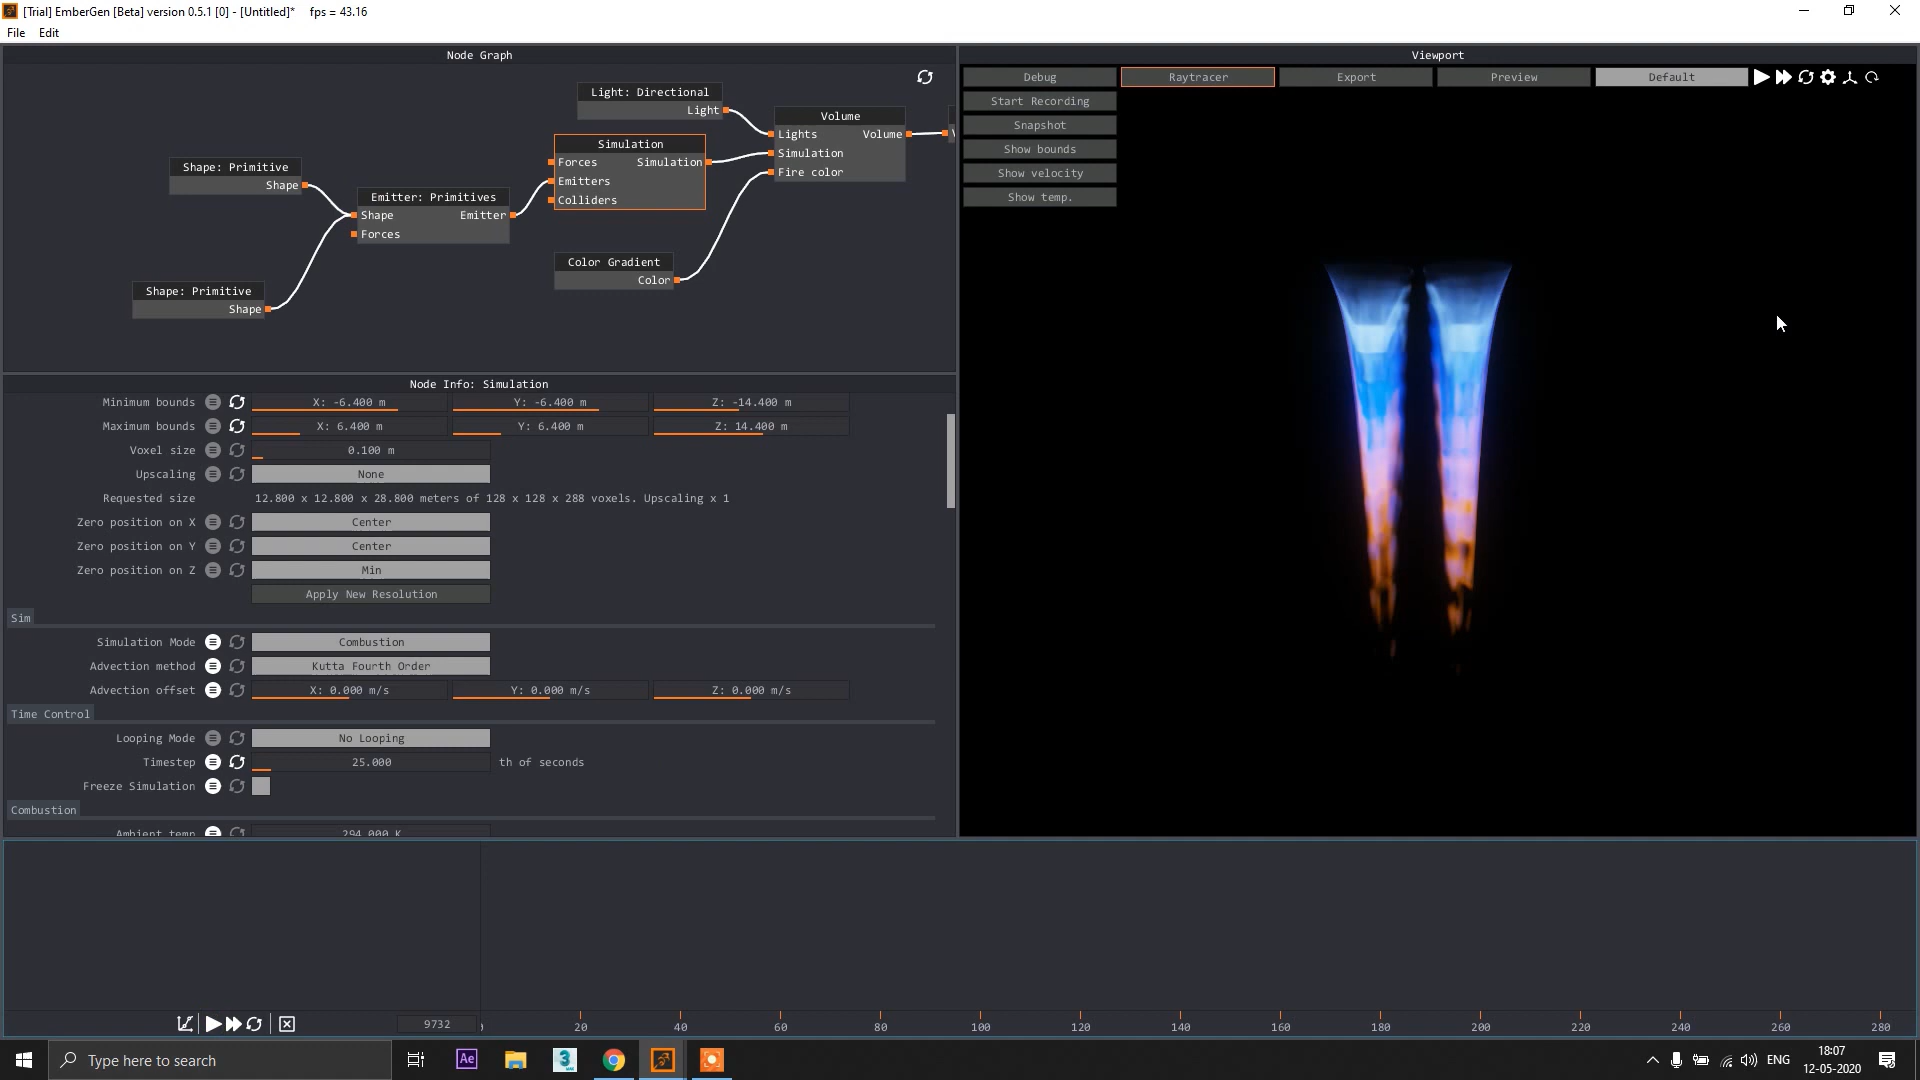 [Trial] EmberGen [Beta] version 0.5.1 [0] - [Untitled]* fps = 43.16
File Edit
Node Graph
Light: Directional
Light
Volume
Lights Volume
Simulation
Fire color
Simulation
Forces Simulation
Emitters
Colliders
Shape: Primitive
Shape
Emitter: Primitives
Shape Emitter
Forces
Color Gradient
Color
Shape: Primitive
Shape
Viewport
Debug Raytracer Export Preview Default
Start Recording
Snapshot
Show bounds
Show velocity
Show temp.
Node Info: Simulation
Minimum bounds X: -6.400 m Y: -6.400 m Z: -14.400 m
Maximum bounds X: 6.400 m Y: 6.400 m Z: 14.400 m
Voxel size 0.100 m
Upscaling None
Requested size 12.800 x 12.800 x 28.800 meters of 128 x 128 x 288 voxels. Upscaling x 1
Zero position on X Center
Zero position on Y Center
Zero position on Z Min
Apply New Resolution
Sim
Simulation Mode Combustion
Advection method Kutta Fourth Order
Advection offset X: 0.000 m/s Y: 0.000 m/s Z: 0.000 m/s
Time Control
Looping Mode No Looping
Timestep 25.000 th of seconds
Freeze Simulation
Combustion
Ambient temp 294.000 K
9732 20 40 60 80 100 120 140 160 180 200 220 240 260 280
Type here to search
Ae
3
ENG
18:07
12-05-2020